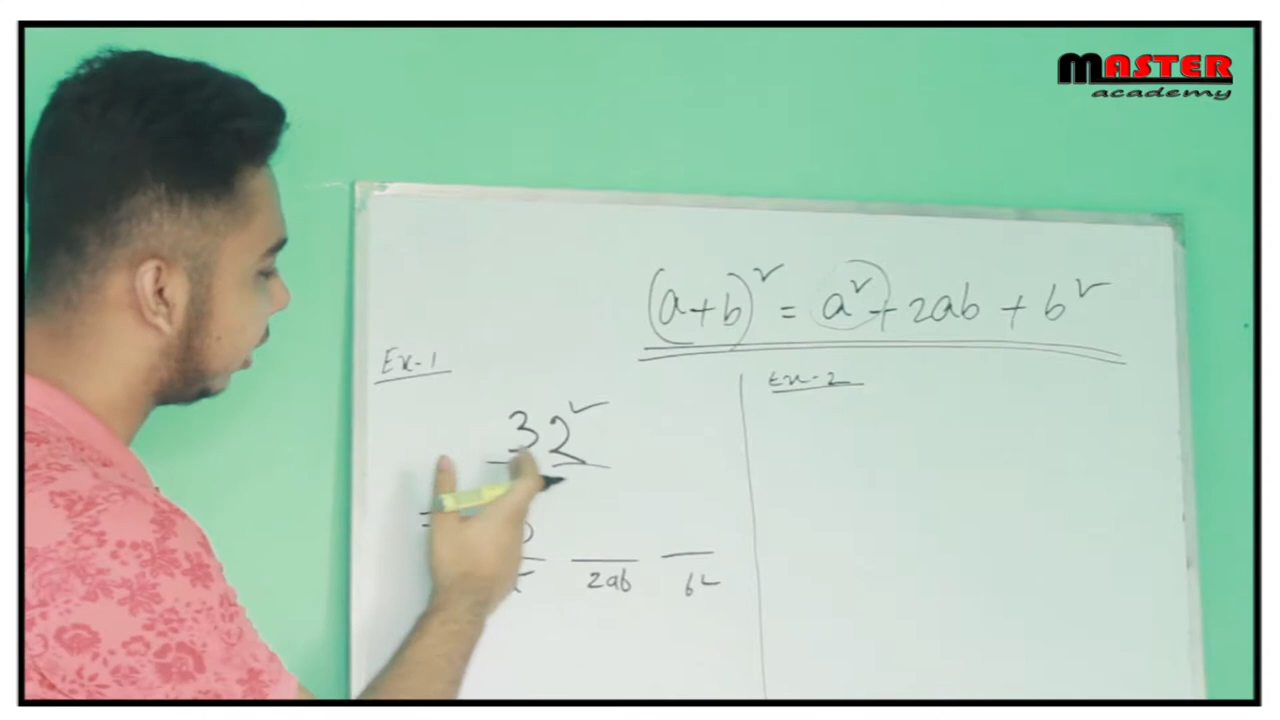 MASTER
academy
(a+b)² = a² + 2ab + b²
Ex-1
Ex-2
32²
=
2ab b²